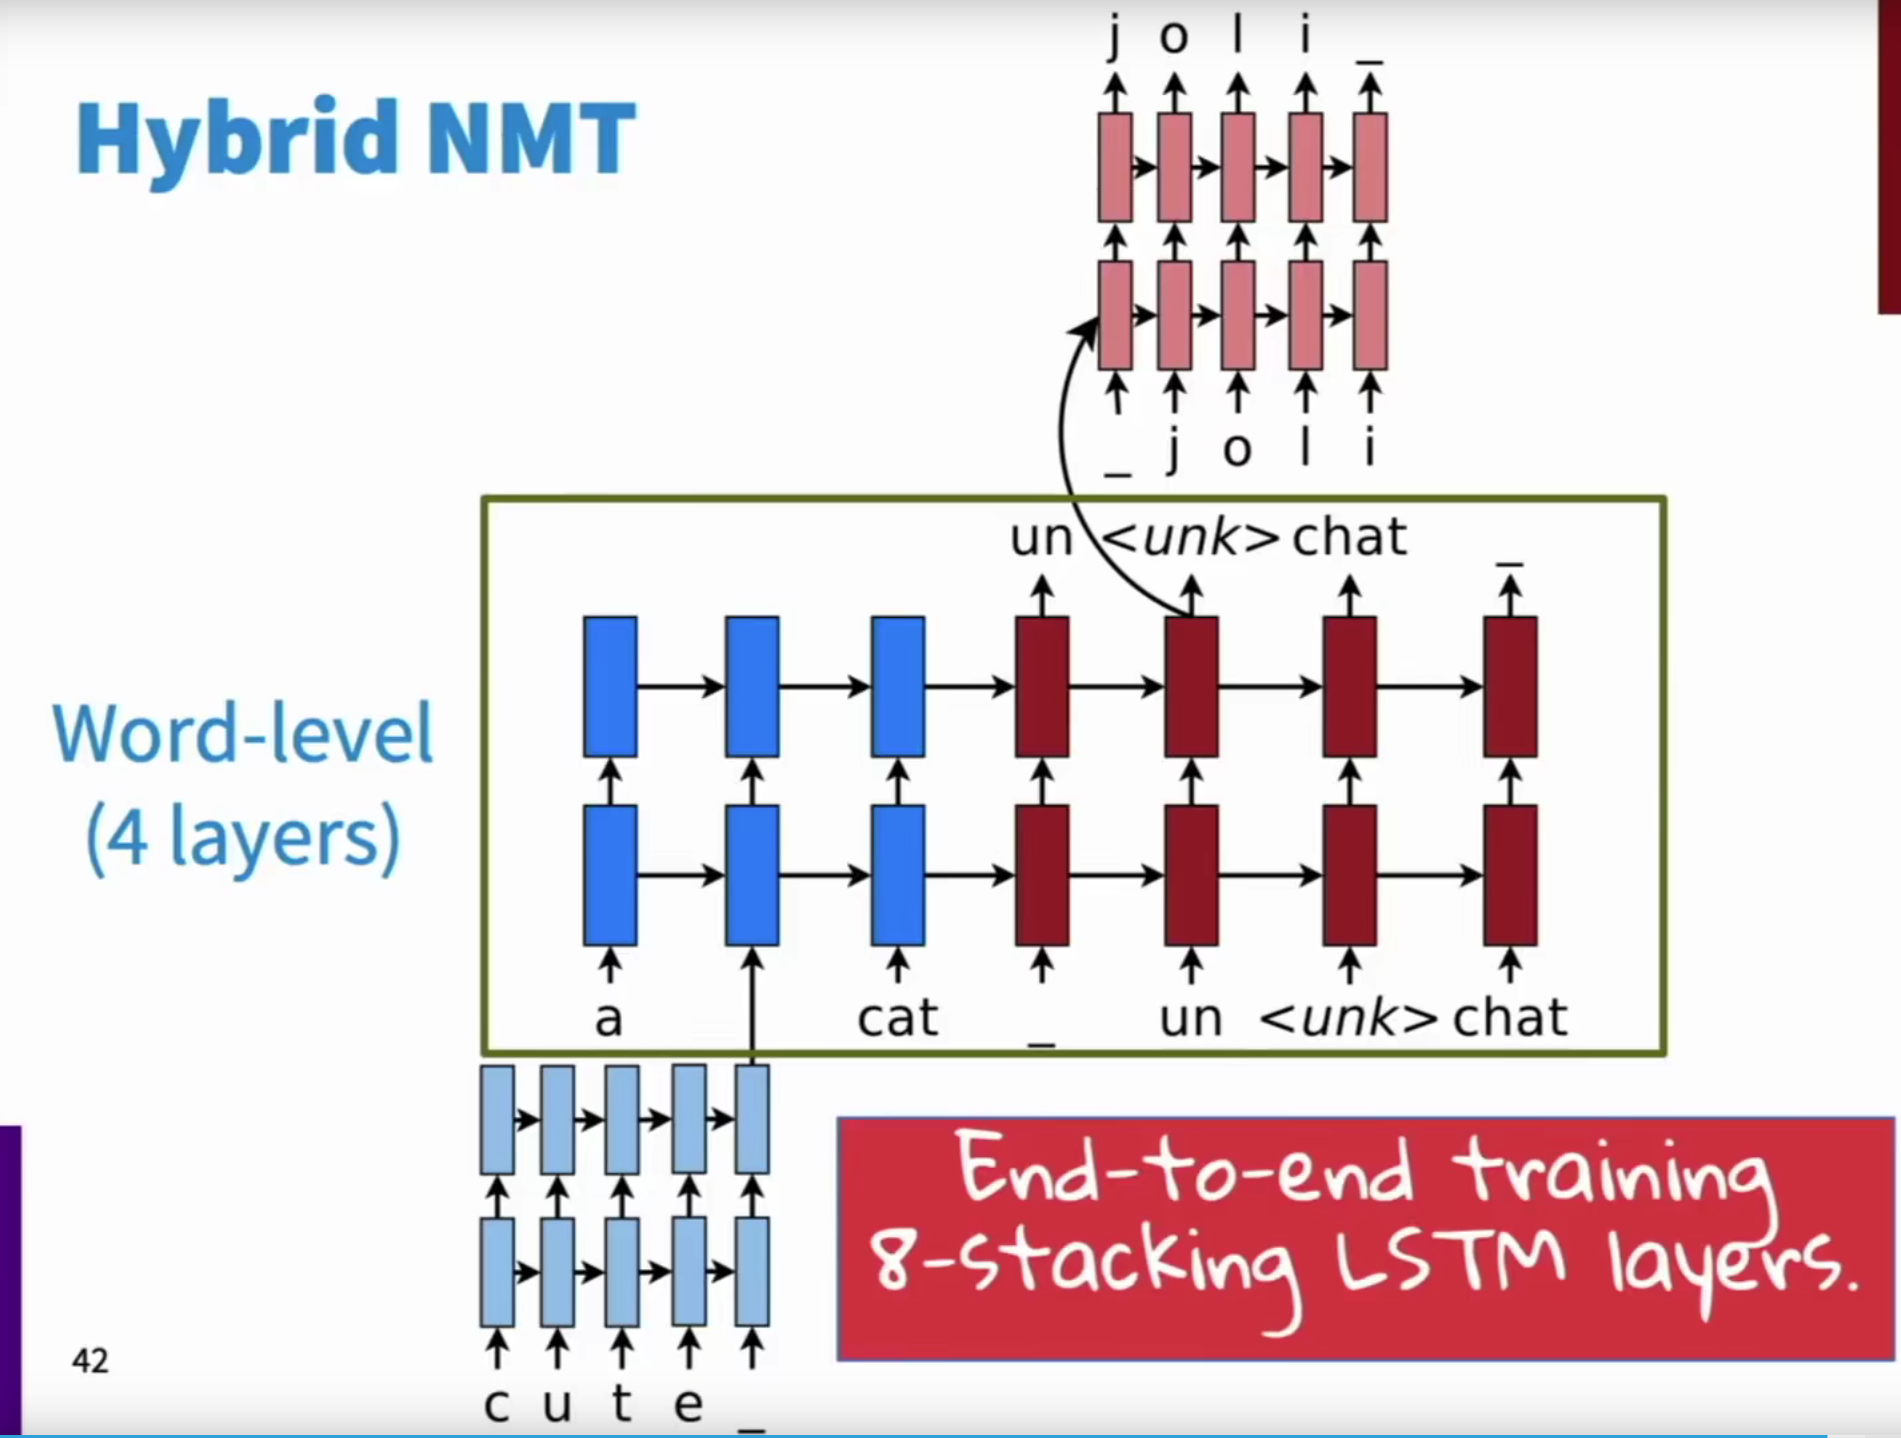 j o l i _
Hybrid NMT
_ j o l i
un <unk> chat _
Word-level
(4 layers)
a cat _ un <unk> chat
End-to-end training
8-stacking LSTM layers.
42
c u t e _